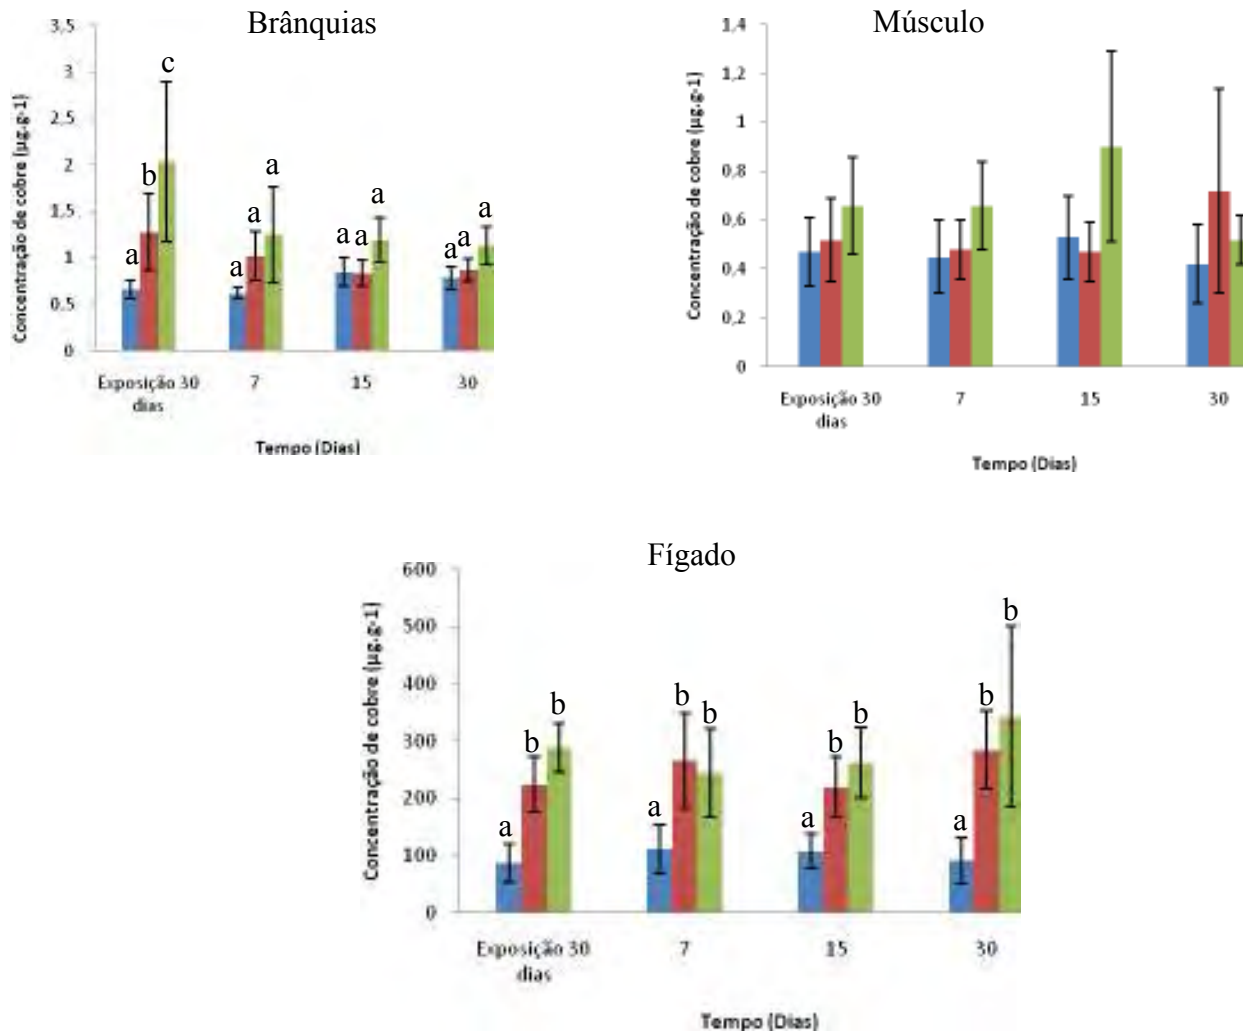 Brânquias
Concentração de cobre (µg.g-1)
3,5
3
2,5
2
1,5
1
0,5
0
a b c
a a a
a a a
a a a
Exposição 30 dias
7
15
30
Tempo (Dias)
Músculo
Concentração de cobre (µg.g-1)
1,4
1,2
1
0,8
0,6
0,4
0,2
0
Exposição 30 dias
7
15
30
Tempo (Dias)
Fígado
Concentração de cobre (µg.g-1)
600
500
400
300
200
100
0
a b b
a b b
a b b
a b b
Exposição 30 dias
7
15
30
Tempo (Dias)